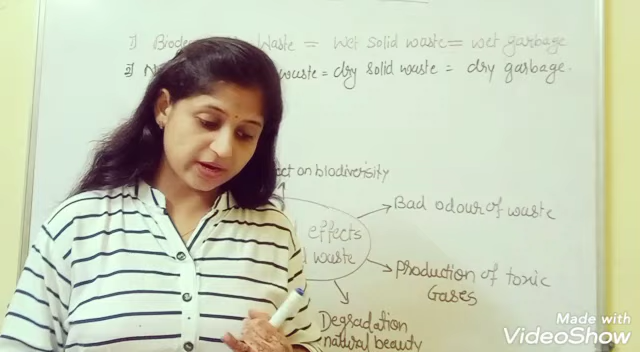 1) Biode Waste = Wet solid waste = wet garbage
2) N waste = dry solid waste = dry garbage.
ct on biodiversity
Bad odour of waste
effects
waste
Production of toxic
Gases
Degradation
natural beauty
Made with
VideoShow